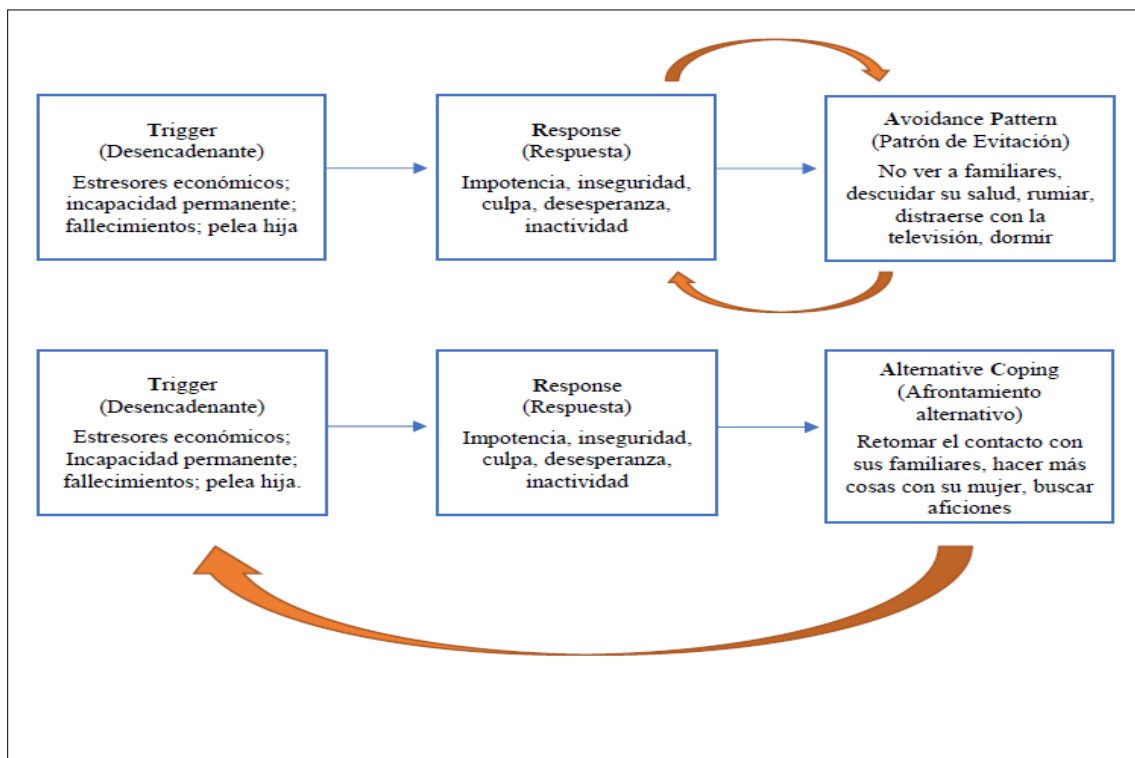 Trigger
(Desencadenante)
Estresores económicos;
incapacidad permanente;
fallecimientos; pelea hija
Response
(Respuesta)
Impotencia, inseguridad,
culpa, desesperanza,
inactividad
Avoidance Pattern
(Patrón de Evitación)
No ver a familiares,
descuidar su salud, rumiar,
distraerse con la
televisión, dormir
Trigger
(Desencadenante)
Estresores económicos;
Incapacidad permanente;
fallecimientos; pelea hija.
Response
(Respuesta)
Impotencia, inseguridad,
culpa, desesperanza,
inactividad
Alternative Coping
(Afrontamiento
alternativo)
Retomar el contacto con
sus familiares, hacer más
cosas con su mujer, buscar
aficiones